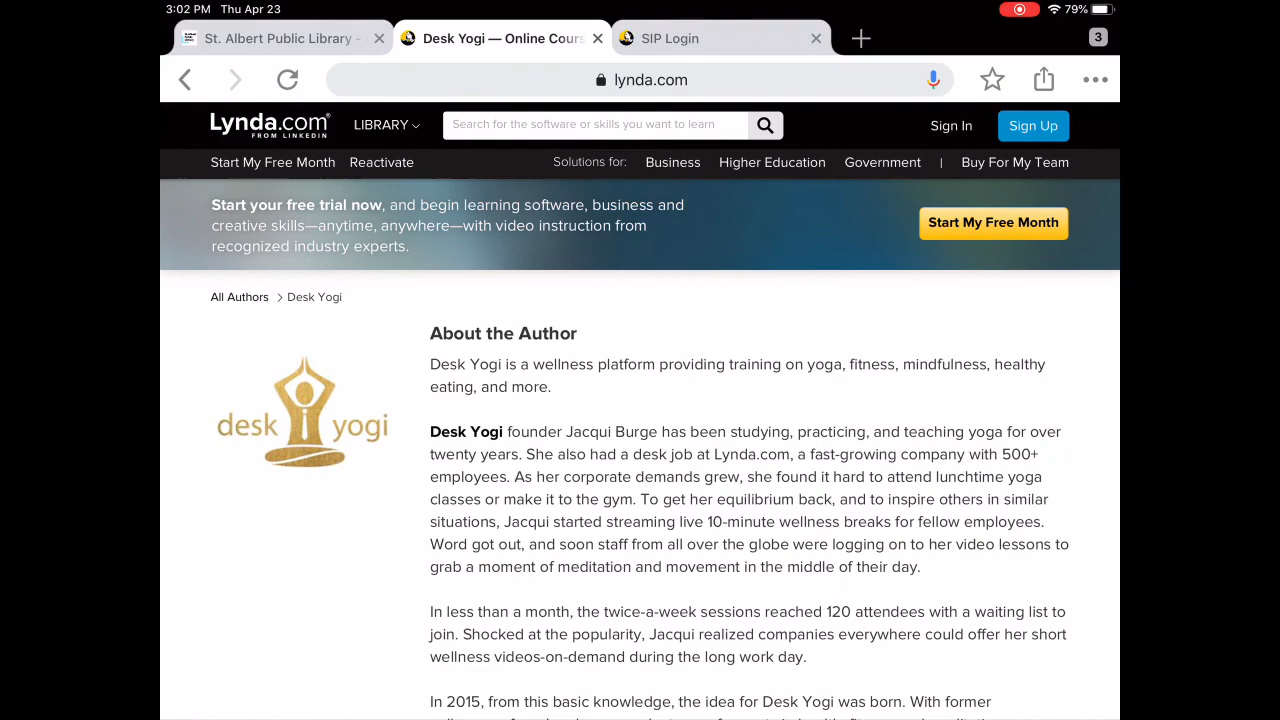 3:02 PM Thu Apr 23
79%
St. Albert Public Library -
Desk Yogi — Online Cours
SIP Login
3
lynda.com
Lynda.com®
FROM LINKEDIN
LIBRARY
Search for the software or skills you want to learn
Sign In
Sign Up
Start My Free Month Reactivate
Solutions for: Business Higher Education Government | Buy For My Team
Start your free trial now, and begin learning software, business and
creative skills—anytime, anywhere—with video instruction from
recognized industry experts.
Start My Free Month
All Authors > Desk Yogi
desk yogi
About the Author
Desk Yogi is a wellness platform providing training on yoga, fitness, mindfulness, healthy
eating, and more.
Desk Yogi founder Jacqui Burge has been studying, practicing, and teaching yoga for over
twenty years. She also had a desk job at Lynda.com, a fast-growing company with 500+
employees. As her corporate demands grew, she found it hard to attend lunchtime yoga
classes or make it to the gym. To get her equilibrium back, and to inspire others in similar
situations, Jacqui started streaming live 10-minute wellness breaks for fellow employees.
Word got out, and soon staff from all over the globe were logging on to her video lessons to
grab a moment of meditation and movement in the middle of their day.
In less than a month, the twice-a-week sessions reached 120 attendees with a waiting list to
join. Shocked at the popularity, Jacqui realized companies everywhere could offer her short
wellness videos-on-demand during the long work day.
In 2015, from this basic knowledge, the idea for Desk Yogi was born. With former